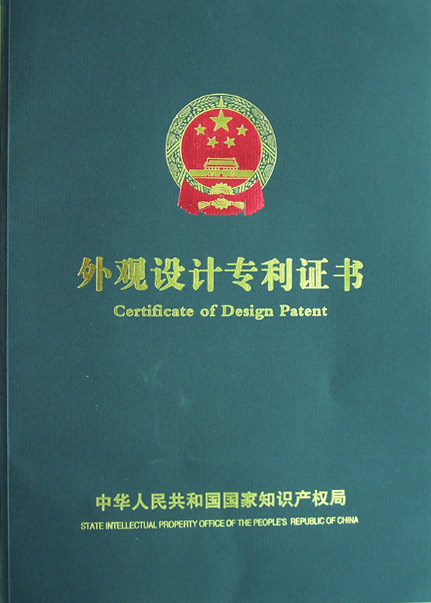 外观设计专利证书
Certificate of Design Patent
中华人民共和国国家知识产权局
STATE INTELLECTUAL PROPERTY OFFICE OF THE PEOPLE'S REPUBLIC OF CHINA